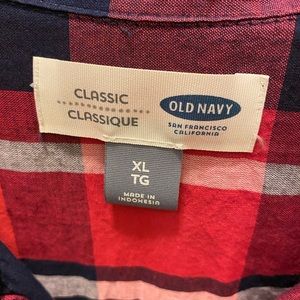 CLASSIC
CLASSIQUE
OLD NAVY
SAN FRANCISCO
CALIFORNIA
XL
TG
MADE IN
INDONESIA